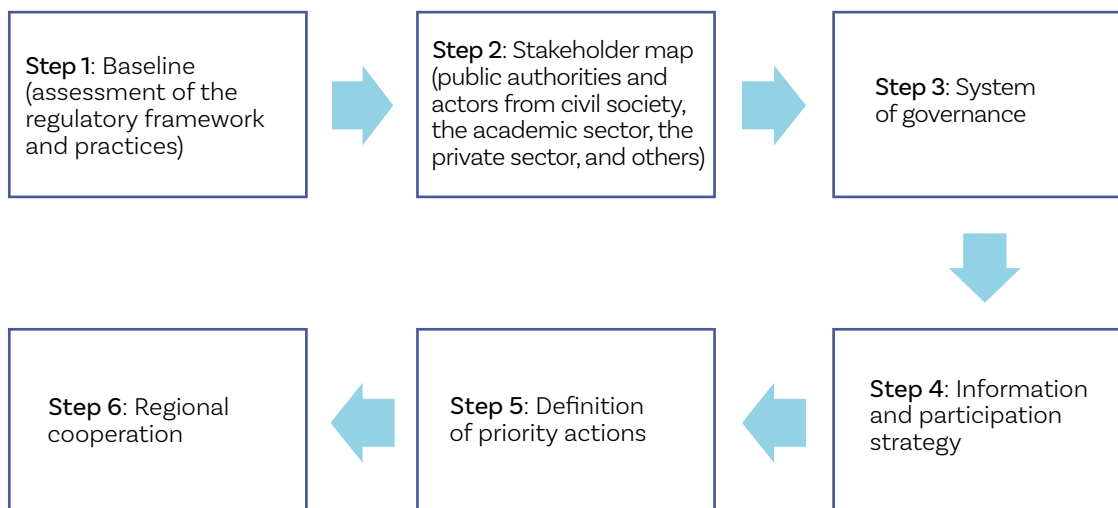 Step 1: Baseline
(assessment of the
regulatory framework
and practices)
Step 2: Stakeholder map
(public authorities and
actors from civil society,
the academic sector, the
private sector, and others)
Step 3: System
of governance
Step 4: Information
and participation
strategy
Step 5: Definition
of priority actions
Step 6: Regional
cooperation